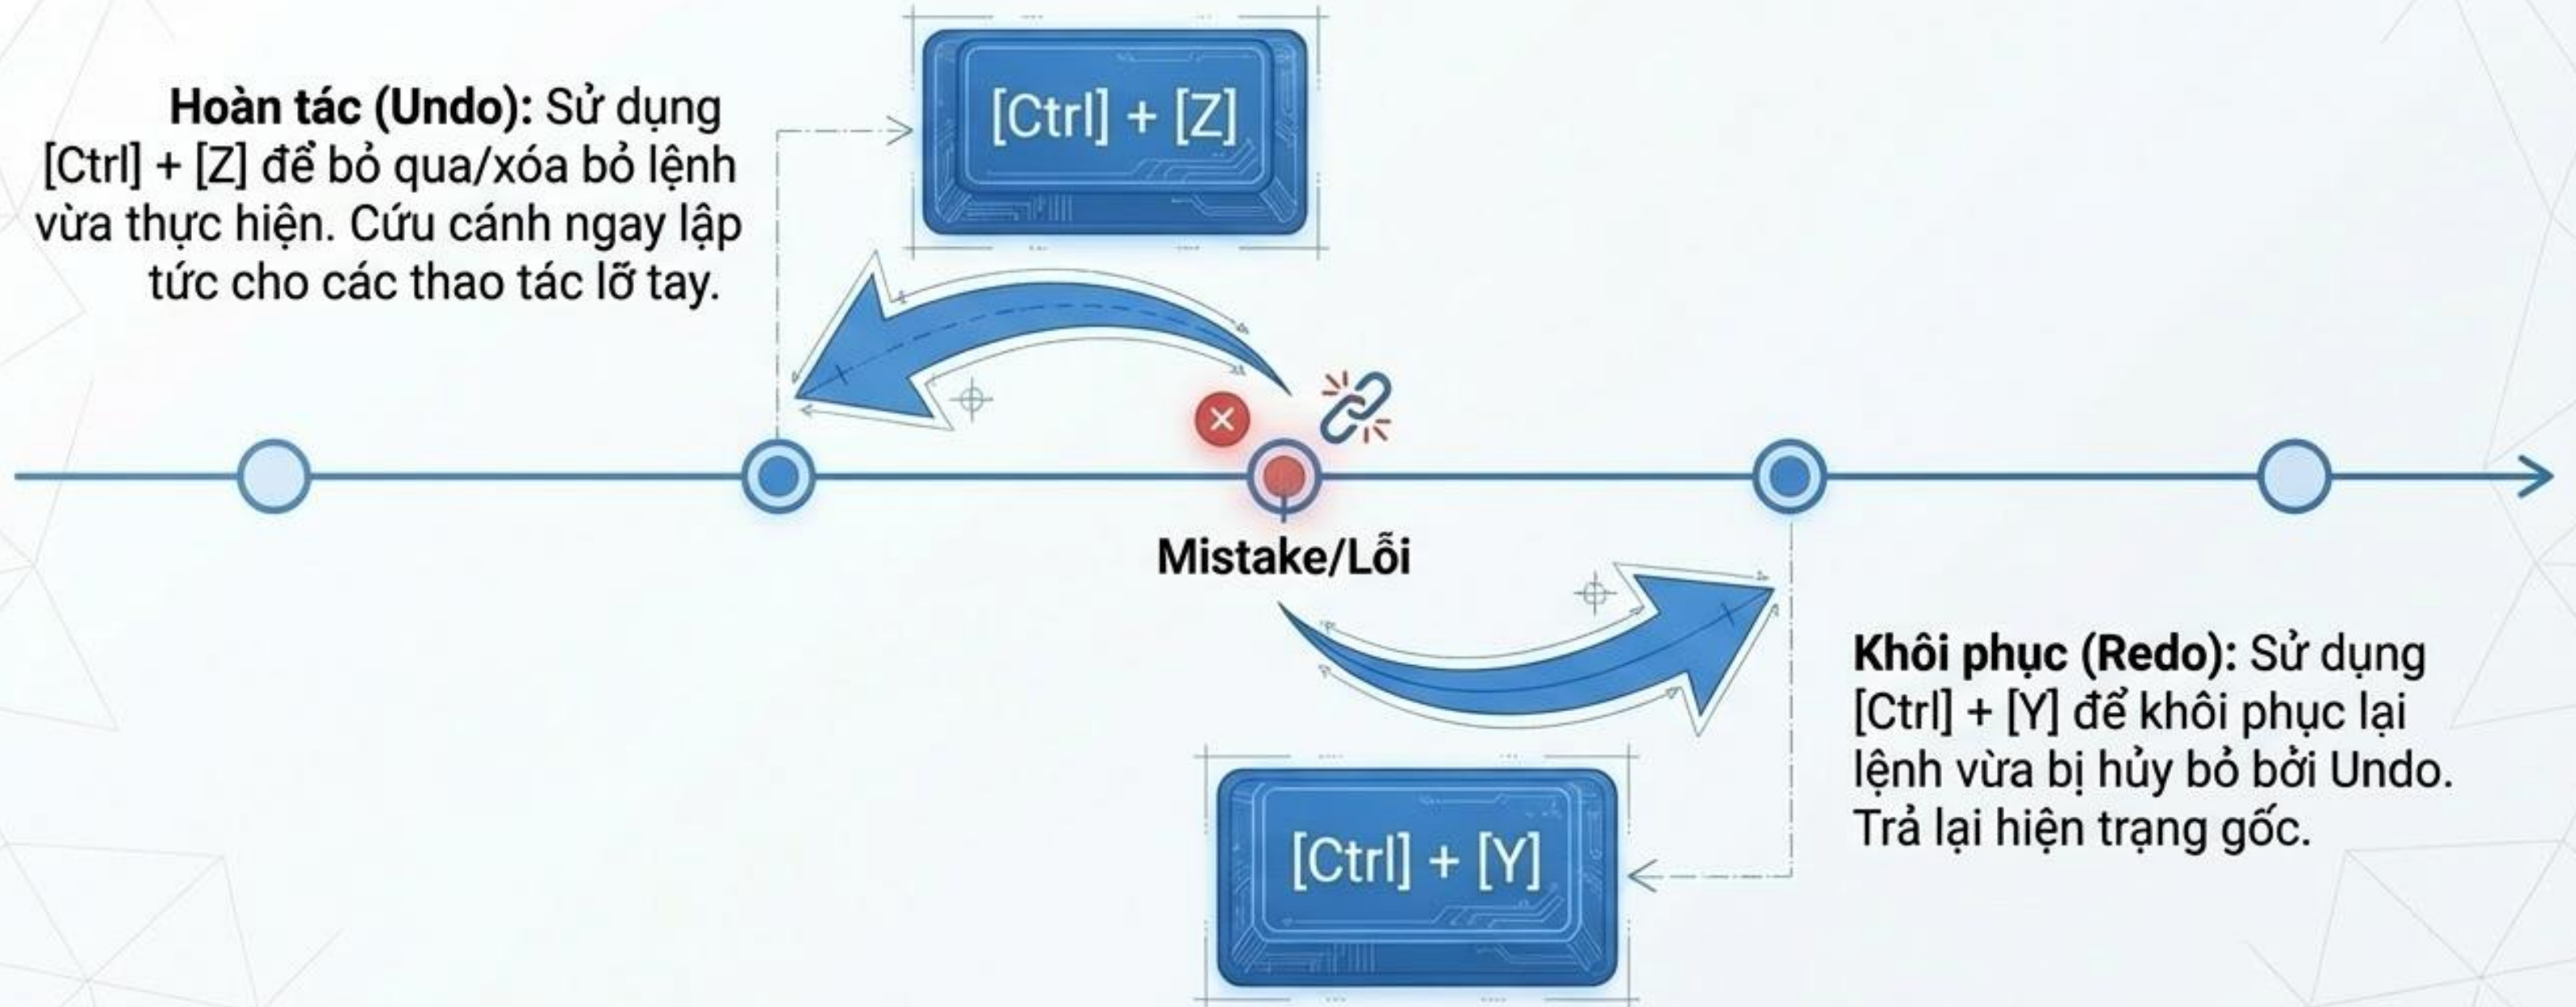 Hoàn tác (Undo): Sử dụng
[Ctrl] + [Z] để bỏ qua/xóa bỏ lệnh
vừa thực hiện. Cứu cánh ngay lập
tức cho các thao tác lỡ tay.
[Ctrl] + [Z]
Mistake/Lỗi
Khôi phục (Redo): Sử dụng
[Ctrl] + [Y] để khôi phục lại
lệnh vừa bị hủy bỏ bởi Undo.
Trả lại hiện trạng gốc.
[Ctrl] + [Y]